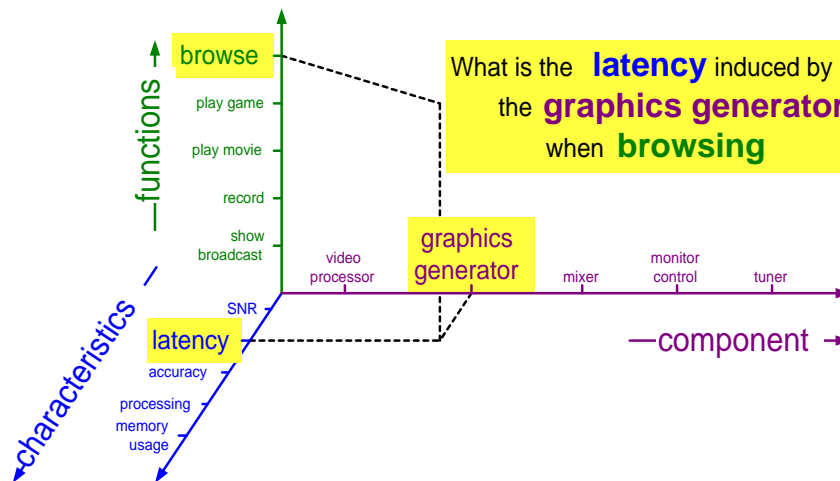 browse
play game
play movie
record
show
broadcast
functions
What is the latency induced by
the graphics generator
when browsing
video
processor
graphics
generator
mixer
monitor
control
tuner
component
SNR
latency
accuracy
processing
memory
usage
characteristics